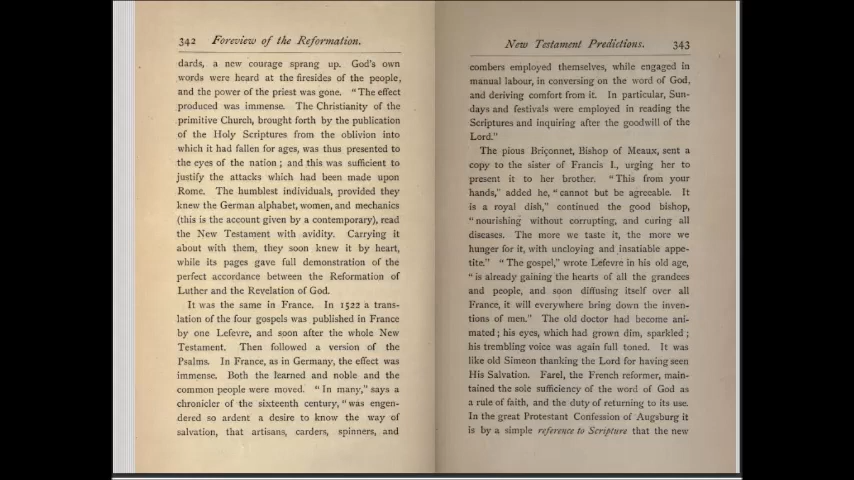 342 Foreview of the Reformation.
dards, a new courage sprang up. God's own
words were heard at the firesides of the people,
and the power of the priest was gone. "The effect
produced was immense. The Christianity of the
primitive Church, brought forth by the publication
of the Holy Scriptures from the oblivion into
which it had fallen for ages, was thus presented to
the eyes of the nation; and this was sufficient to
justify the attacks which had been made upon
Rome. The humblest individuals, provided they
knew the German alphabet, women, and mechanics
(this is the account given by a contemporary), read
the New Testament with avidity. Carrying it
about with them, they soon knew it by heart,
while its pages gave full demonstration of the
perfect accordance between the Reformation of
Luther and the Revelation of God.
It was the same in France. In 1522 a trans-
lation of the four gospels was published in France
by one Lefevre, and soon after the whole New
Testament. Then followed a version of the
Psalms. In France, as in Germany, the effect was
immense. Both the learned and noble and the
common people were moved. "In many," says a
chronicler of the sixteenth century, "was engen-
dered so ardent a desire to know the way of
salvation, that artisans, carders, spinners, and
New Testament Predictions. 343
combers employed themselves, while engaged in
manual labour, in conversing on the word of God,
and deriving comfort from it. In particular, Sun-
days and festivals were employed in reading the
Scriptures and inquiring after the goodwill of the
Lord."
The pious Briçonnet, Bishop of Meaux, sent a
copy to the sister of Francis I., urging her to
present it to her brother. "This from your
hands," added he, "cannot but be agreeable. It
is a royal dish," continued the good bishop,
"nourishing without corrupting, and curing all
diseases. The more we taste it, the more we
hunger for it, with uncloying and insatiable appe-
tite." "The gospel," wrote Lefevre in his old age,
"is already gaining the hearts of all the grandees
and people, and soon diffusing itself over all
France, it will everywhere bring down the inven-
tions of men." The old doctor had become ani-
mated; his eyes, which had grown dim, sparkled;
his trembling voice was again full toned. It was
like old Simeon thanking the Lord for having seen
His Salvation. Farel, the French reformer, main-
tained the sole sufficiency of the word of God as
a rule of faith, and the duty of returning to its use.
In the great Protestant Confession of Augsburg it
is by a simple reference to Scripture that the new